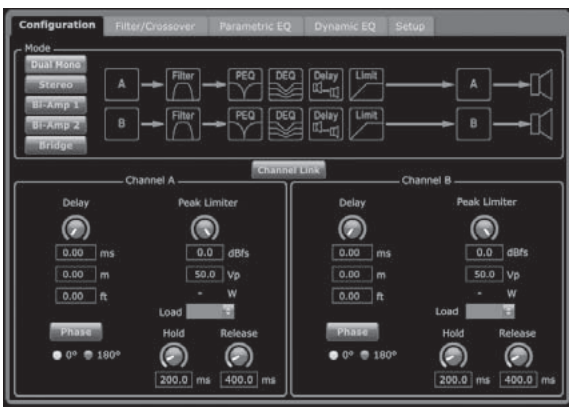 Configuration Filter/Crossover Parametric EQ Dynamic EQ Setup
Mode
Dual Mono
Stereo
Bi-Amp 1
Bi-Amp 2
Bridge
A Filter PEQ DEQ Delay Limit A
B Filter PEQ DEQ Delay Limit B
Channel Link
Channel A
Delay Peak Limiter
0.00 ms 0.0 dBfs
0.00 m 50.0 Vp
0.00 ft - W
Load
Phase Hold Release
0° 180°
200.0 ms 400.0 ms
Channel B
Delay Peak Limiter
0.00 ms 0.0 dBfs
0.00 m 50.0 Vp
0.00 ft - W
Load
Phase Hold Release
0° 180°
200.0 ms 400.0 ms